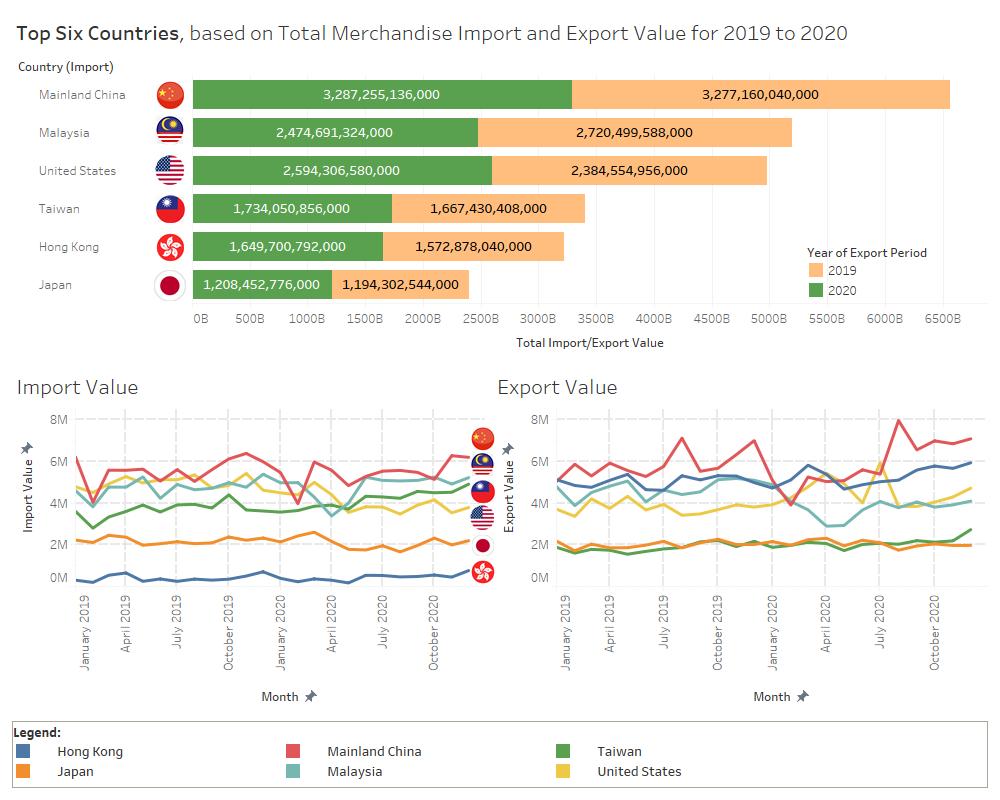 Top Six Countries, based on Total Merchandise Import and Export Value for 2019 to 2020
Country (Import)
Mainland China 3,287,255,136,000 3,277,160,040,000
Malaysia 2,474,691,324,000 2,720,499,588,000
United States 2,594,306,580,000 2,384,554,956,000
Taiwan 1,734,050,856,000 1,667,430,408,000
Hong Kong 1,649,700,792,000 1,572,878,040,000
Japan 1,208,452,776,000 1,194,302,544,000
Year of Export Period
2019
2020
0B 500B 1000B 1500B 2000B 2500B 3000B 3500B 4000B 4500B 5000B 5500B 6000B 6500B
Total Import/Export Value
Import Value
Import Value
8M
6M
4M
2M
0M
January 2019 April 2019 July 2019 October 2019 January 2020 April 2020 July 2020 October 2020
Month
Export Value
Export Value
8M
6M
4M
2M
0M
January 2019 April 2019 July 2019 October 2019 January 2020 April 2020 July 2020 October 2020
Month
Legend:
Hong Kong Mainland China Taiwan
Japan Malaysia United States